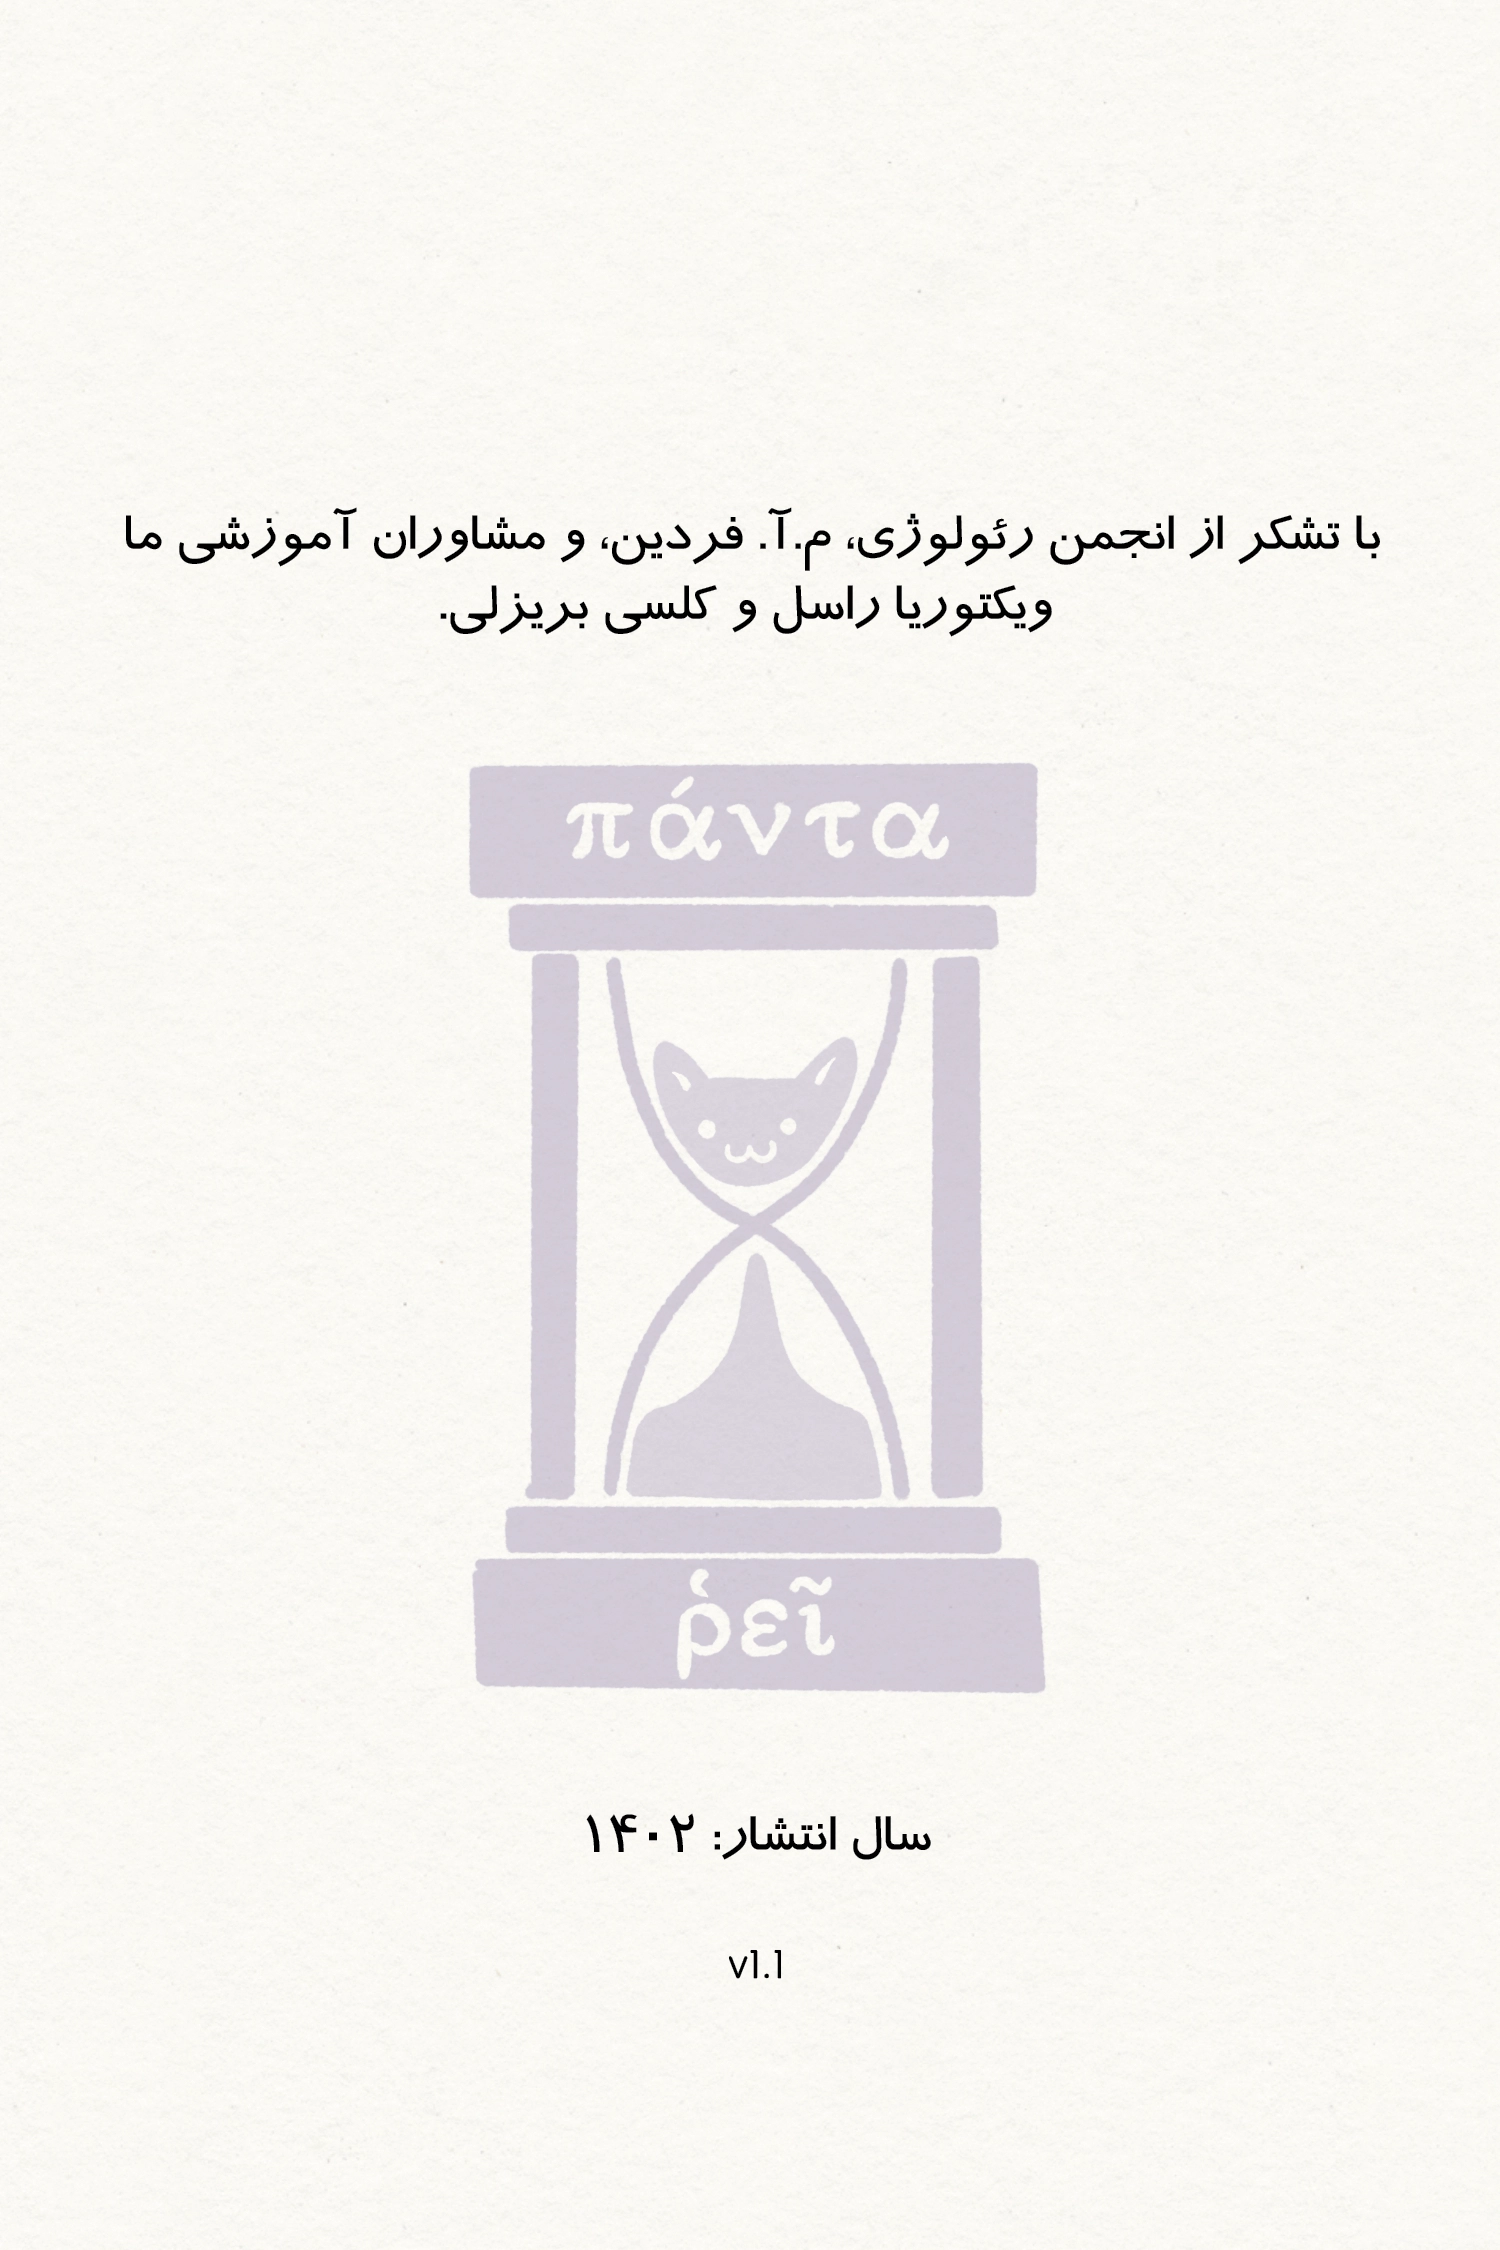 با تشکر از انجمن رئولوژی، م.آ. فردین، و مشاوران آموزشی ما
ویکتوریا راسل و کلسی بریزلی.
πάντα
ῥεῖ
سال انتشار: ۱۴۰۲
v1.1